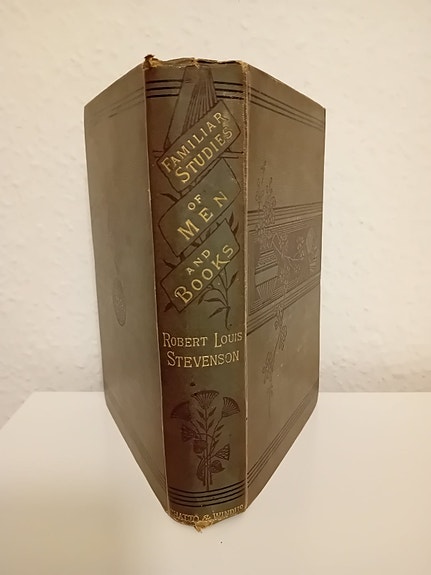 FAMILIAR
STUDIES
OF
MEN
AND
BOOKS
ROBERT LOUIS
STEVENSON
CHATTO & WINDUS